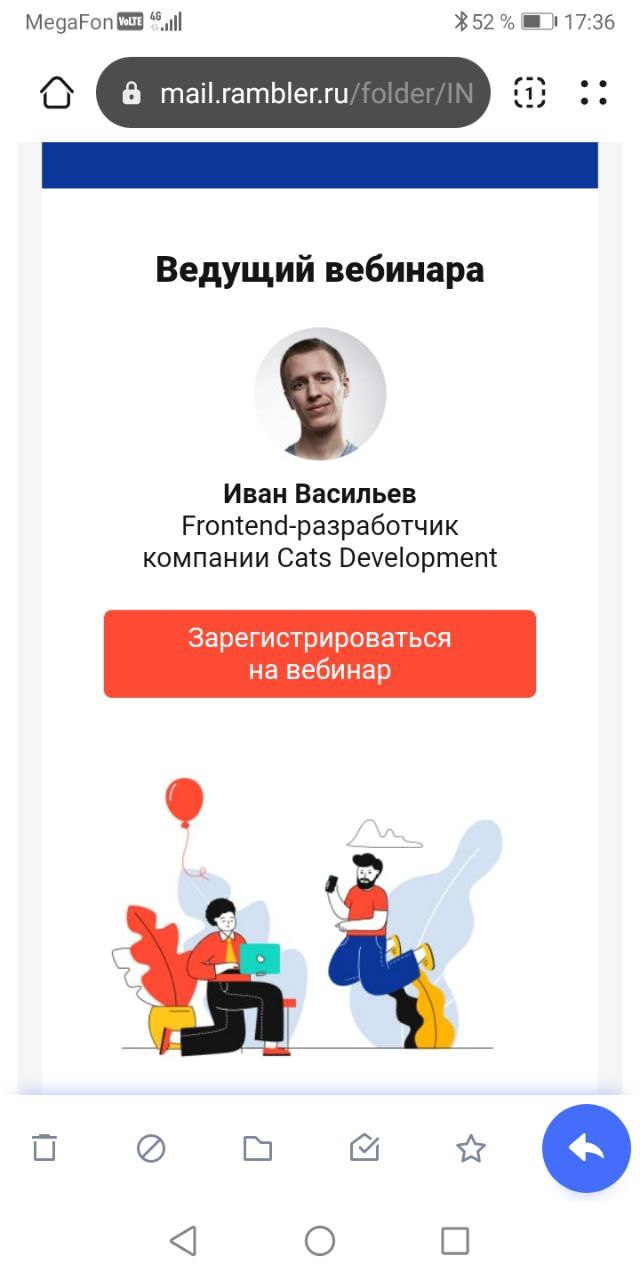 MegaFon VoLTE 4G 52 % 17:36
mail.rambler.ru/folder/IN
1
Ведущий вебинара
Иван Васильев
Frontend-разработчик
компании Cats Development
Зарегистрироваться
на вебинар